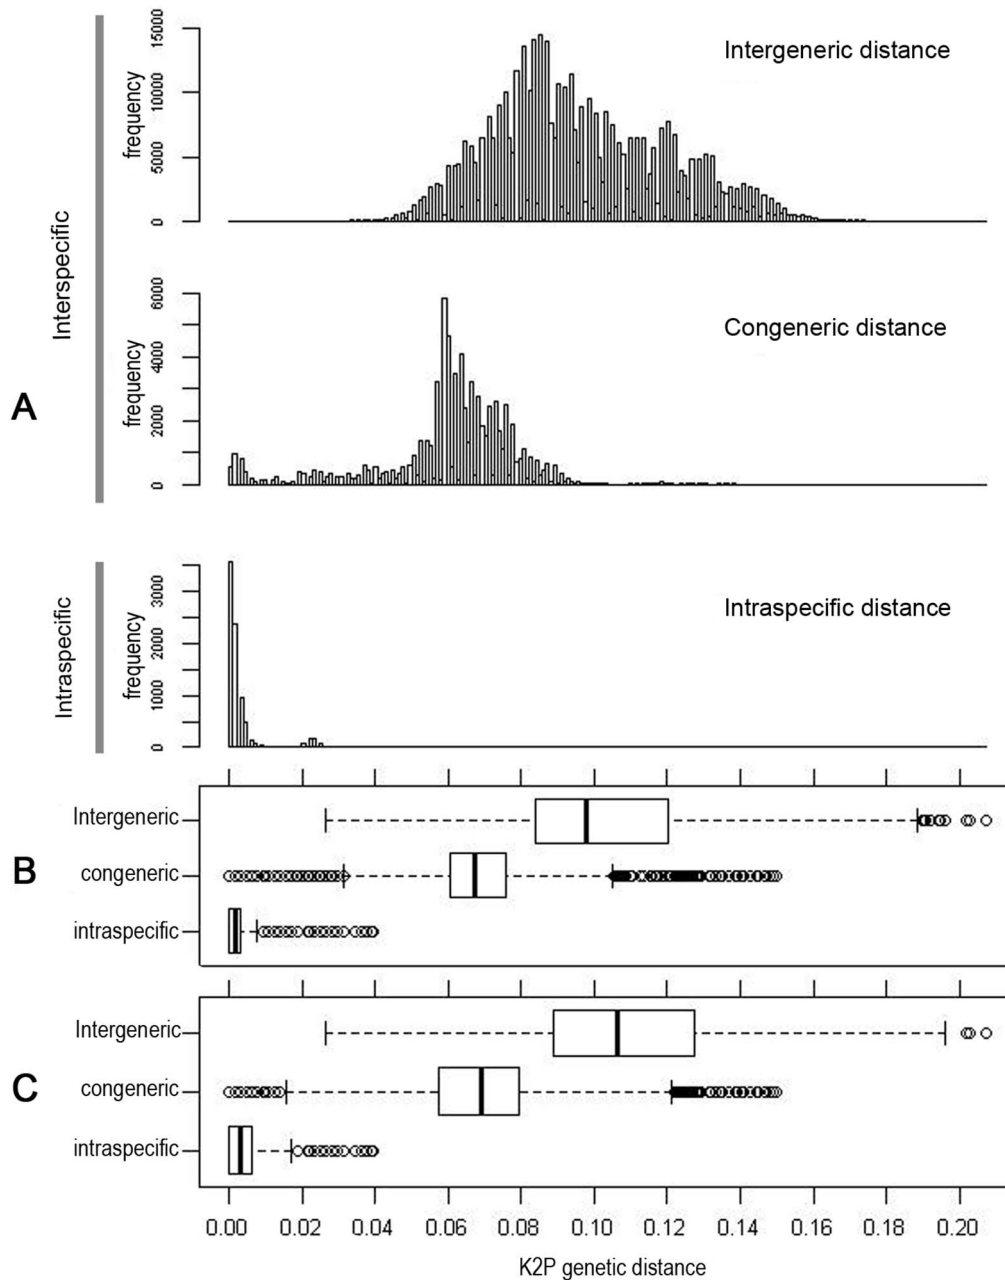 Interspecific
frequency
0 5000 10000 15000
Intergeneric distance
A
frequency
0 2000 4000 6000
Congeneric distance
Intraspecific
frequency
0 1000 3000
Intraspecific distance
B
Intergeneric
congeneric
intraspecific
C
Intergeneric
congeneric
intraspecific
0.00 0.02 0.04 0.06 0.08 0.10 0.12 0.14 0.16 0.18 0.20
K2P genetic distance